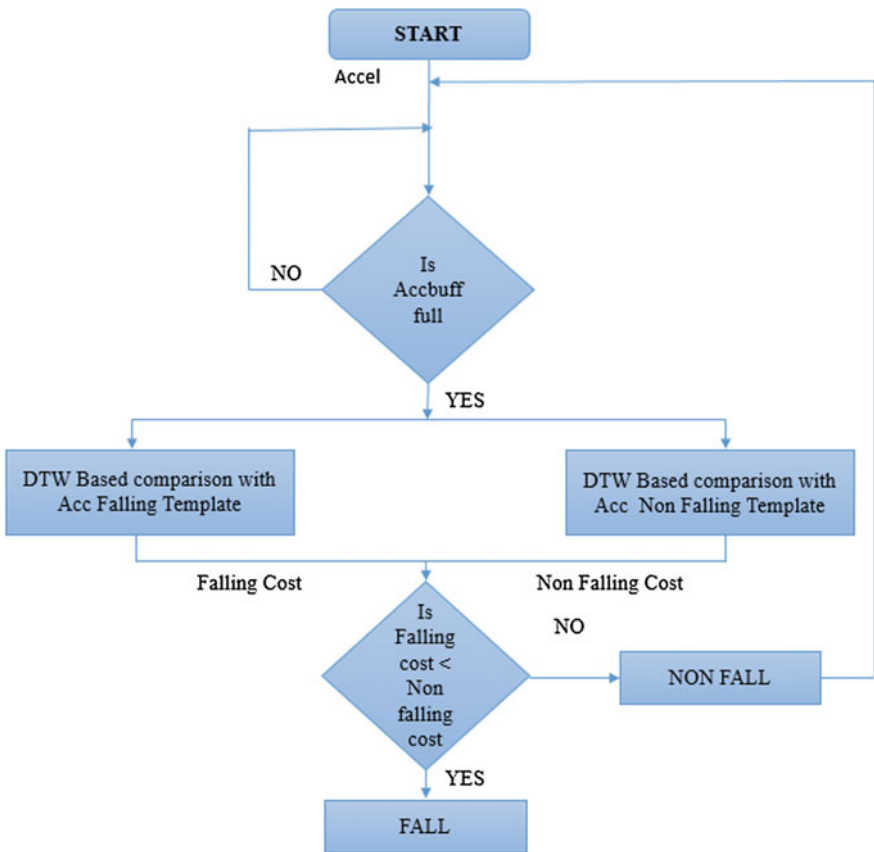 START
Accel
Is
Accbuff
full
NO
YES
DTW Based comparison with
Acc Falling Template
DTW Based comparison with
Acc Non Falling Template
Falling Cost
Non Falling Cost
Is
Falling
cost <
Non
falling
cost
NO
NON FALL
YES
FALL